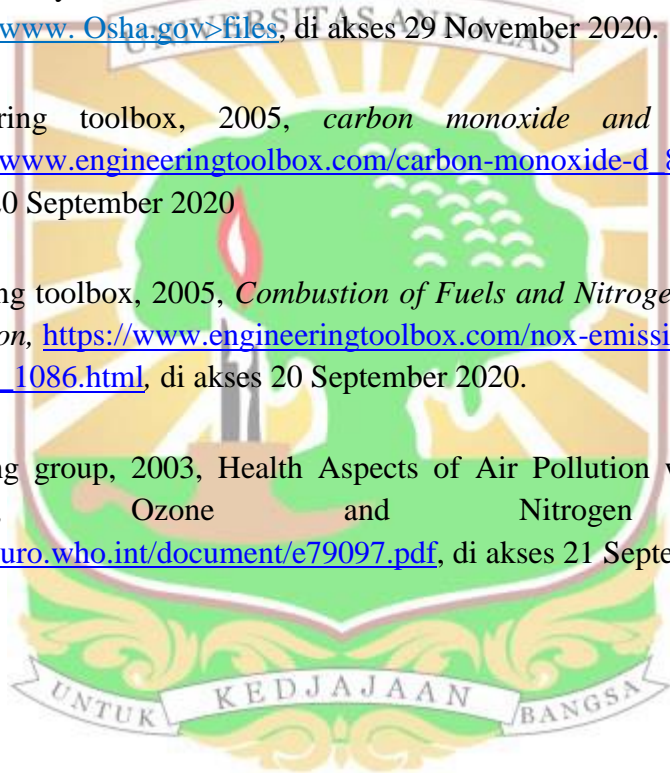 UNIVERSITAS ANDALAS
www. Osha.gov>files, di akses 29 November 2020.
ring toolbox, 2005, carbon monoxide and
www.engineeringtoolbox.com/carbon-monoxide-d_
0 September 2020
ng toolbox, 2005, Combustion of Fuels and Nitroge
on, https://www.engineeringtoolbox.com/nox-emissi
_1086.html, di akses 20 September 2020.
ng group, 2003, Health Aspects of Air Pollution
Ozone and Nitrogen
uro.who.int/document/e79097.pdf, di akses 21 Septe
UNTUK KEDJAJAAN BANGSA